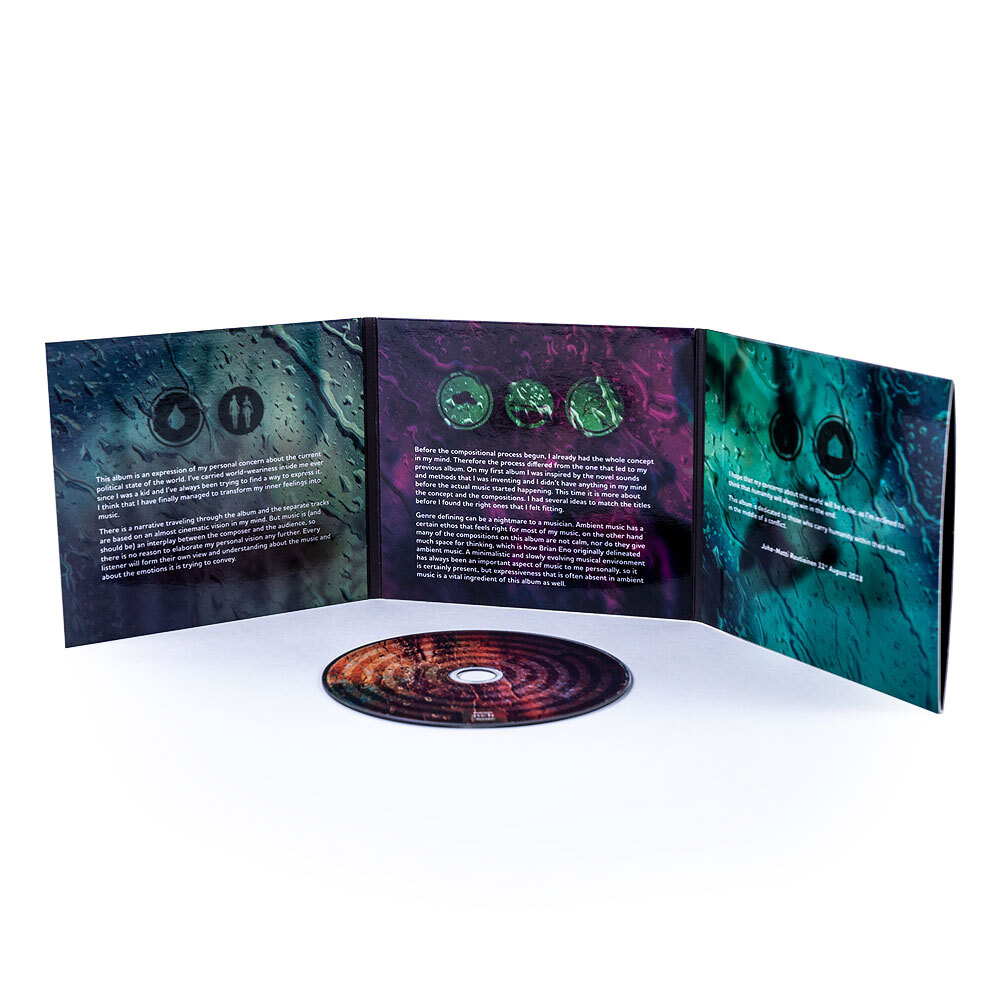 This album is an expression of my personal concern about the current
political state of the world. I've carried world-weariness inside me ever
since I was a kid and I've always been trying to find a way to express it.
I think that I have finally managed to transform my inner feelings into
music.
There is a narrative traveling through the album and the separate tracks
are based on an almost cinematic vision in my mind. But music is (and
should be) an interplay between the composer and the audience, so
there is no reason to elaborate my personal vision any further. Every
listener will form their own view and understanding about the music and
about the emotions it is trying to convey.
Before the compositional process begun, I already had the whole concept
in my mind. Therefore the process differed from the one that led to my
previous album. On my first album I was inspired by the novel sounds
and methods that I was inventing and I didn't have anything in my mind
before the actual music started happening. This time it is more about
the concept and the compositions. I had several ideas to match the titles
before I found the right ones that I felt fitting.
Genre defining can be a nightmare to a musician. Ambient music has a
certain ethos that feels right for most of my music, on the other hand
many of the compositions on this album are not calm, nor do they give
much space for thinking, which is how Brian Eno originally delineated
ambient music. A minimalistic and slowly evolving musical environment
has always been an important aspect of music to me personally, so it
is certainly present, but expressiveness that is often absent in ambient
music is a vital ingredient of this album as well.
I hope that my concerns about the world will be futile, as I'm inclined to
think that humanity will always win in the end.
The album is dedicated to those who carry humanity within their hearts
in the middle of a conflict.
Juha-Matti Rautiainen August 2018